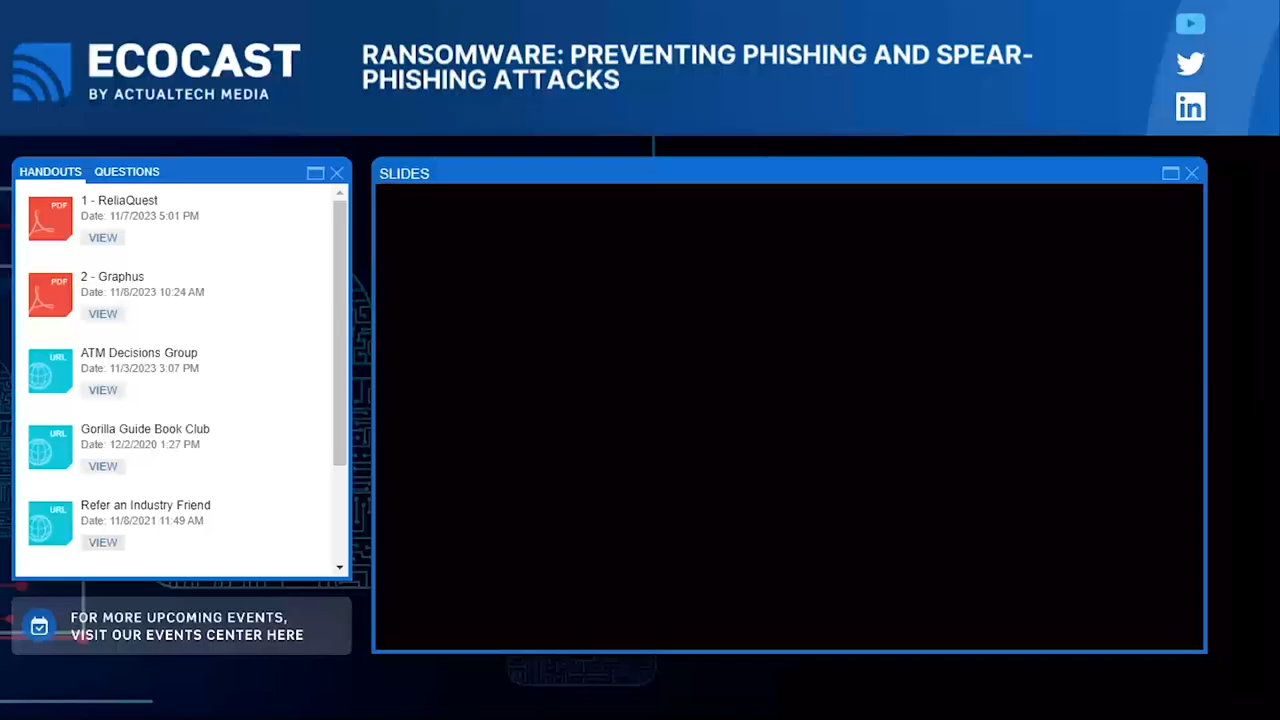 ECOCAST
BY ACTUALTECH MEDIA
RANSOMWARE: PREVENTING PHISHING AND SPEAR-
PHISHING ATTACKS
in
HANDOUTS QUESTIONS
PDF
1 - ReliaQuest
Date: 11/7/2023 5:01 PM
VIEW
PDF
2 - Graphus
Date: 11/8/2023 10:24 AM
VIEW
URL
ATM Decisions Group
Date: 11/3/2023 3:07 PM
VIEW
URL
Gorilla Guide Book Club
Date: 12/2/2020 1:27 PM
VIEW
URL
Refer an Industry Friend
Date: 11/8/2021 11:49 AM
VIEW
FOR MORE UPCOMING EVENTS,
VISIT OUR EVENTS CENTER HERE
SLIDES